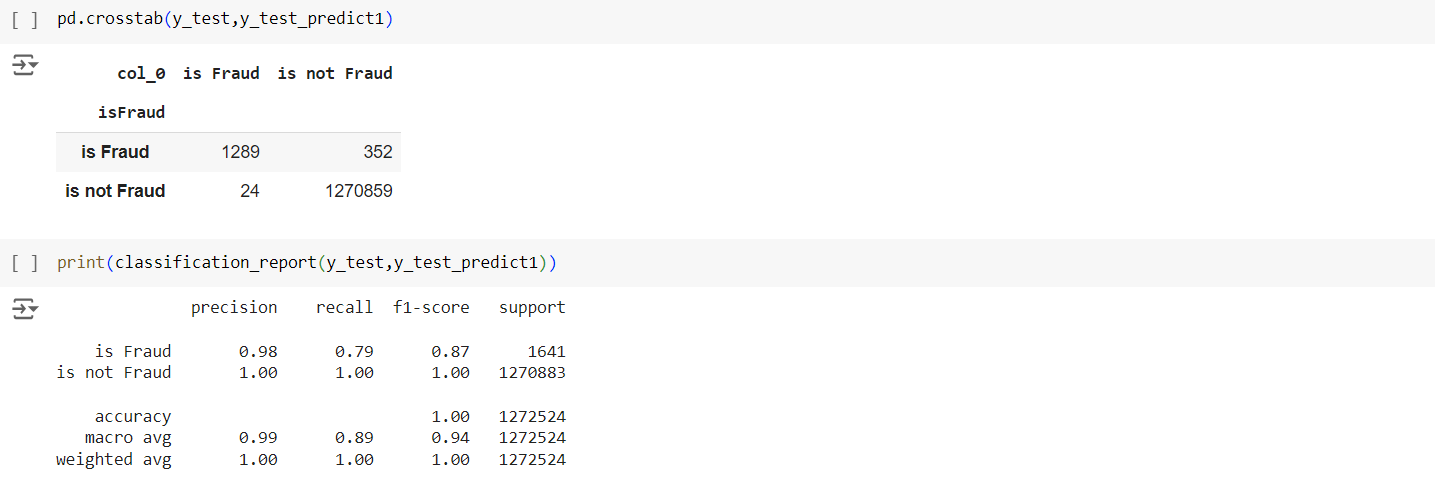 [ ] pd.crosstab(y_test,y_test_predict1)
col_0 is Fraud is not Fraud
isFraud
is Fraud 1289 352
is not Fraud 24 1270859
[ ] print(classification_report(y_test,y_test_predict1))
precision recall f1-score support
is Fraud 0.98 0.79 0.87 1641
is not Fraud 1.00 1.00 1.00 1270883
accuracy 1.00 1272524
macro avg 0.99 0.89 0.94 1272524
weighted avg 1.00 1.00 1.00 1272524